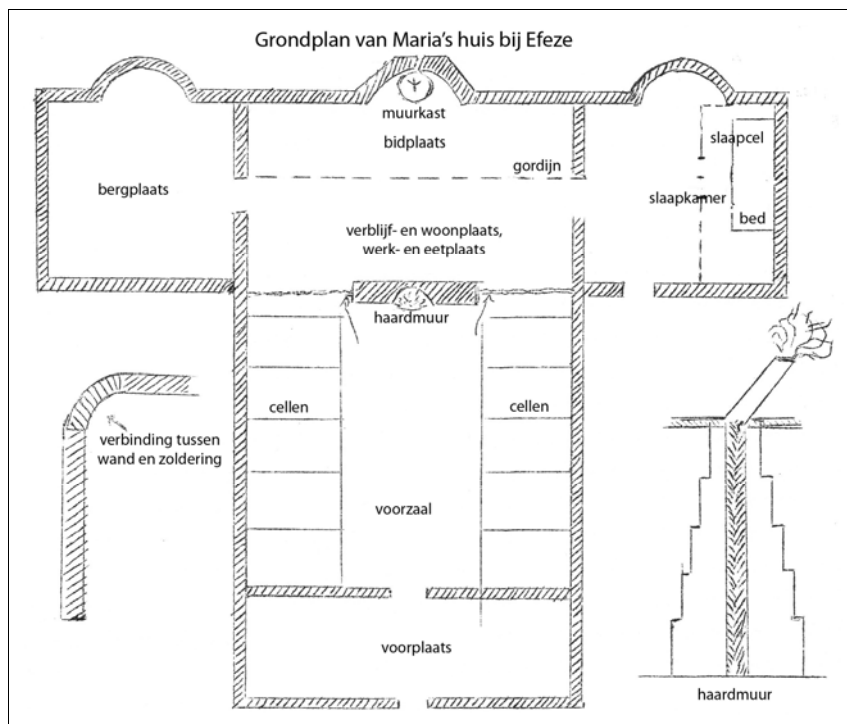 Grondplan van Maria's huis bij Efeze
muurkast
bidplaats
gordijn
slaapcel
bergplaats
slaapkamer
bed
verblijf- en woonplaats,
werk- en eetplaats
haardmuur
cellen
cellen
verbinding tussen
wand en zoldering
voorzaal
voorplaats
haardmuur